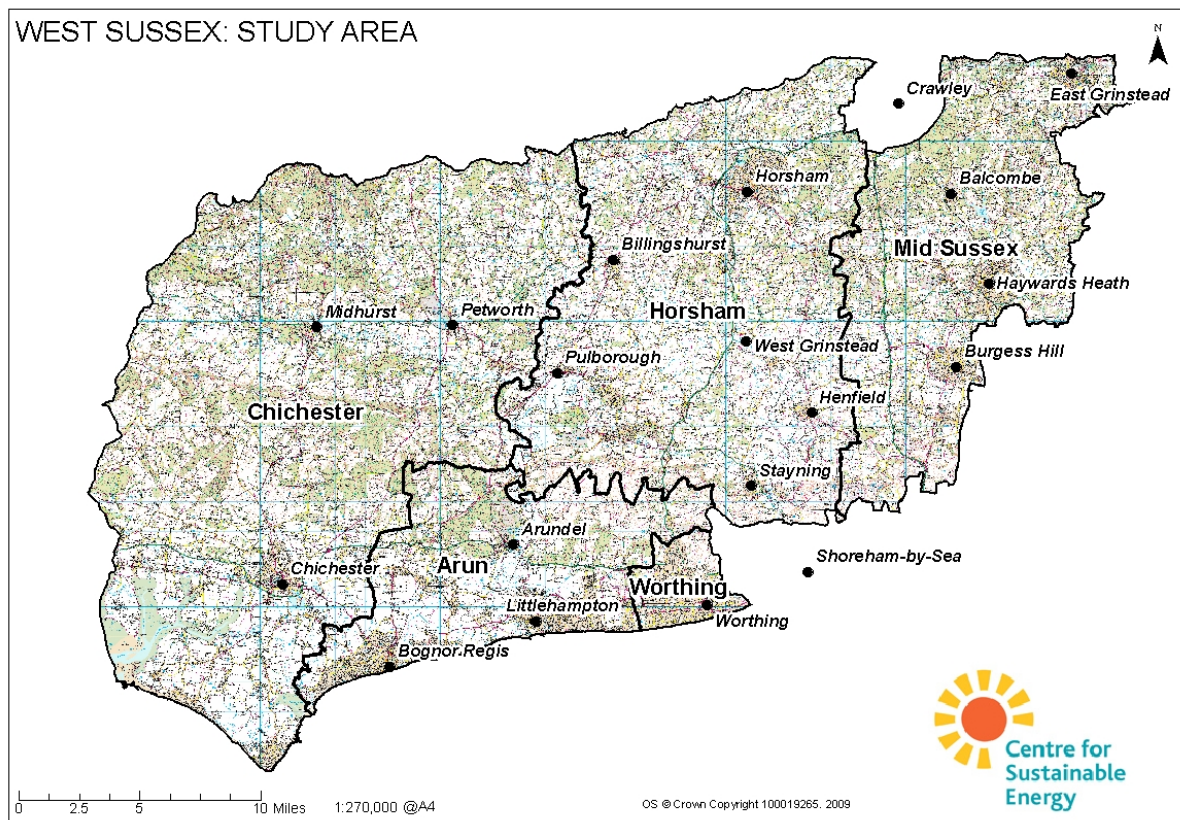 WEST SUSSEX: STUDY AREA
N
Crawley
East Grinstead
Horsham
Balcombe
Billingshurst
Mid Sussex
Haywards Heath
Midhurst
Petworth
Horsham
West Grinstead
Pulborough
Burgess Hill
Henfield
Chichester
Stayning
Arundel
Shoreham-by-Sea
Chichester
Arun
Worthing
Littlehampton
Worthing
Bognor Regis
Centre for
Sustainable
Energy
0 2.5 5 10 Miles
1:270,000 @A4
OS © Crown Copyright 100019265. 2009